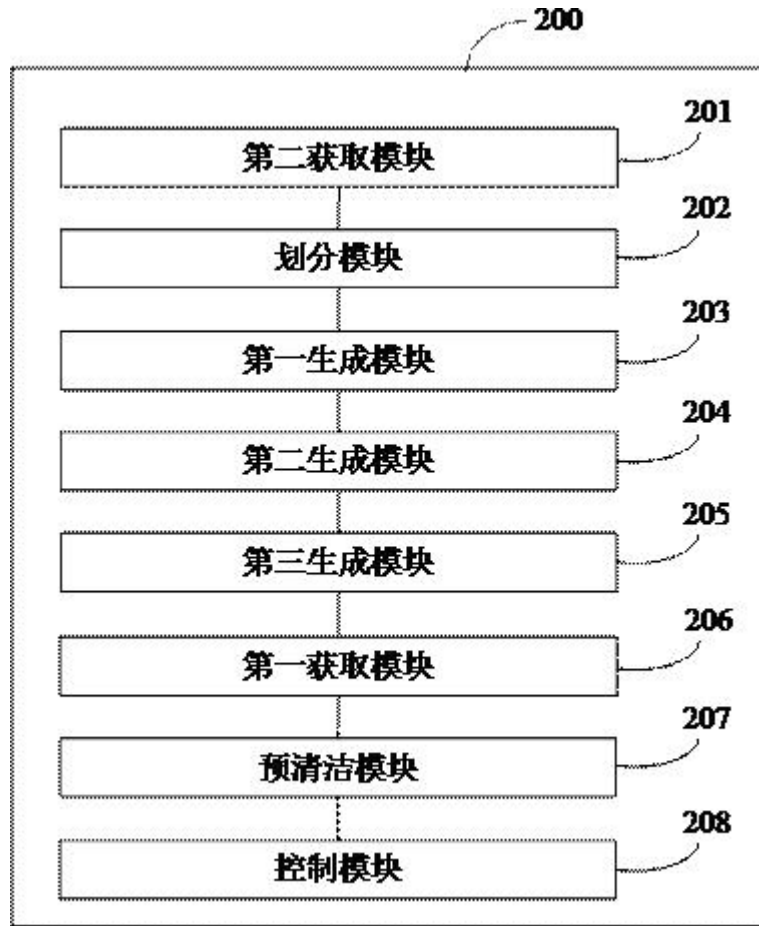 200
第二获取模块 201
划分模块 202
第一生成模块 203
第二生成模块 204
第三生成模块 205
第一获取模块 206
预清洁模块 207
控制模块 208